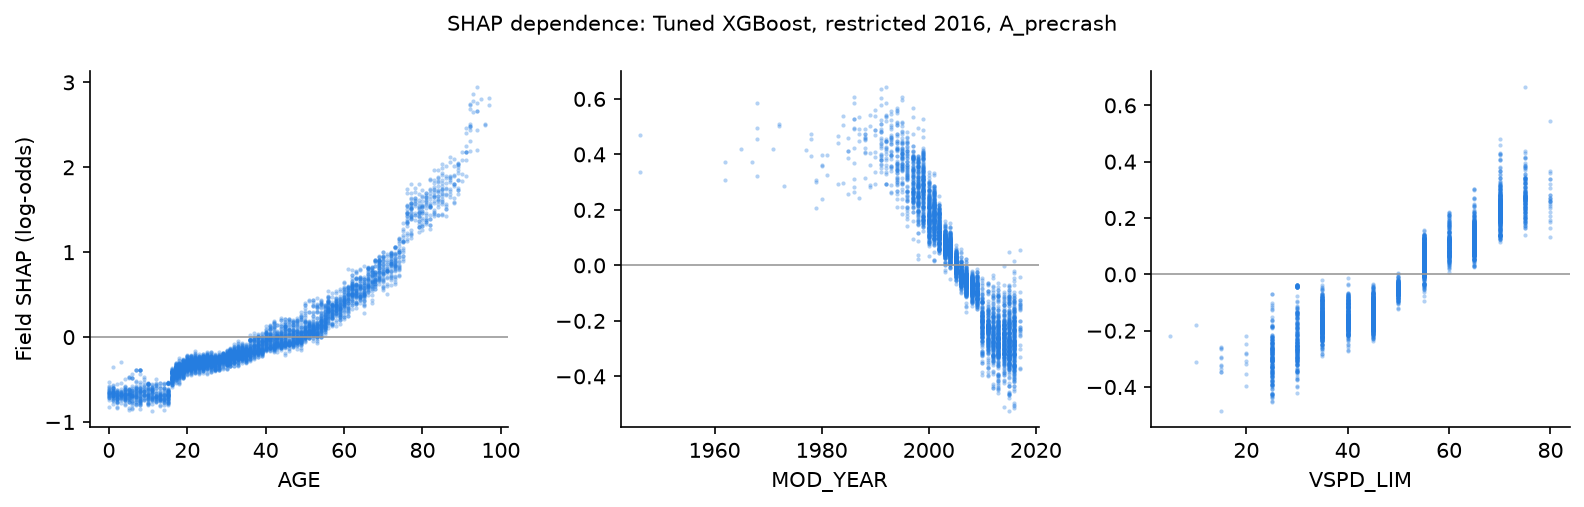 SHAP dependence: Tuned XGBoost, restricted 2016, A_precrash
Field SHAP (log-odds)
3
2
1
0
−1
0 20 40 60 80 100
AGE
0.6
0.4
0.2
0.0
−0.2
−0.4
1960 1980 2000 2020
MOD_YEAR
0.6
0.4
0.2
0.0
−0.2
−0.4
20 40 60 80
VSPD_LIM